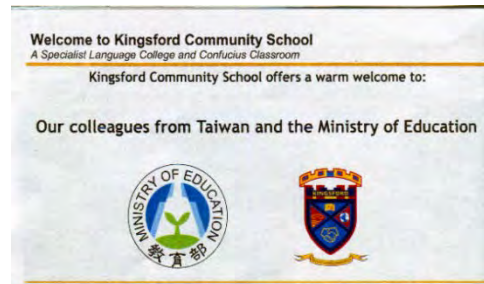 Welcome to Kingsford Community School
A Specialist Language College and Confucius Classroom
Kingsford Community School offers a warm welcome to:
Our colleagues from Taiwan and the Ministry of Education
MINISTRY OF EDUCATION
教育部
KINGSFORD